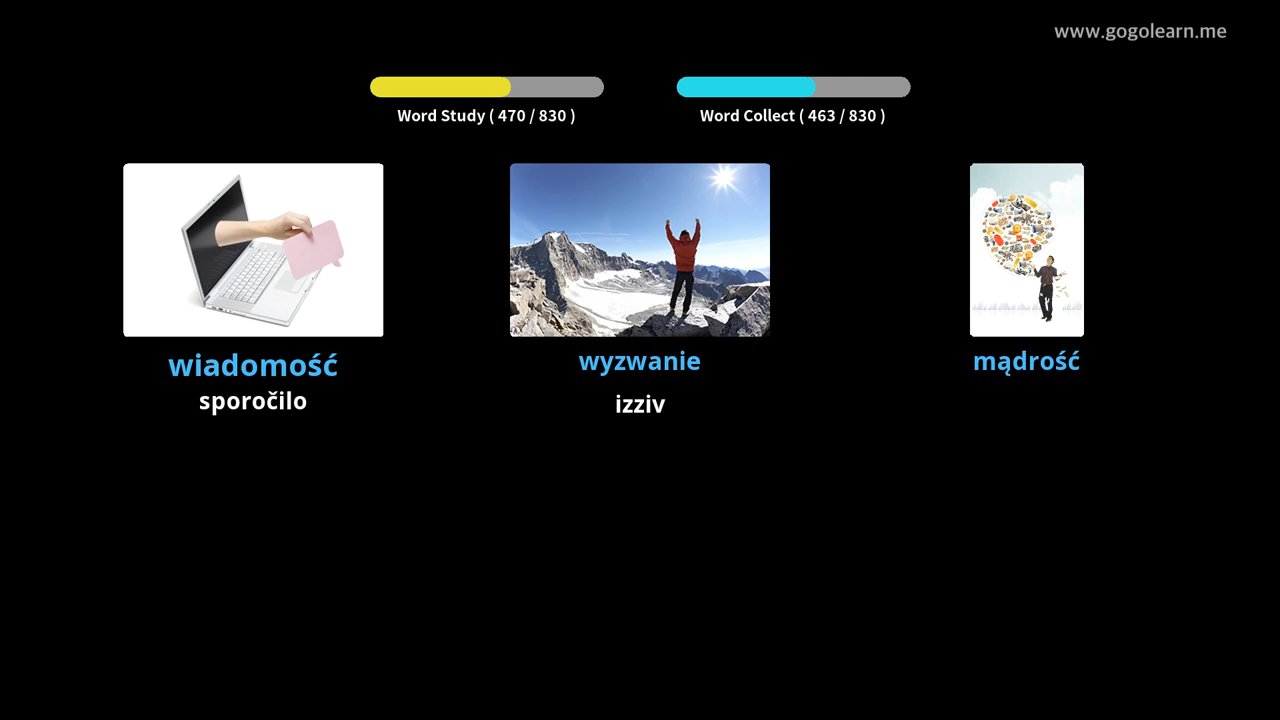 www.gogolearn.me
Word Study ( 470 / 830 )
Word Collect ( 463 / 830 )
wiadomość
sporočilo
wyzwanie
izziv
mądrość